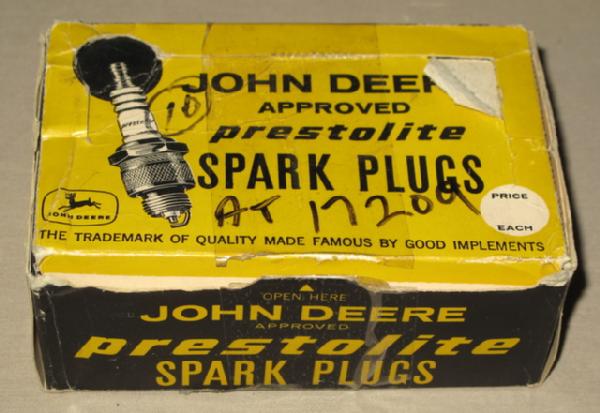 JOHN DEER
10
APPROVED
prestolite
SPARK PLUGS
AT 17209
PRICE
EACH
JOHN DEERE
THE TRADEMARK OF QUALITY MADE FAMOUS BY GOOD IMPLEMENTS
OPEN HERE
JOHN DEERE
APPROVED
prestolite
SPARK PLUGS